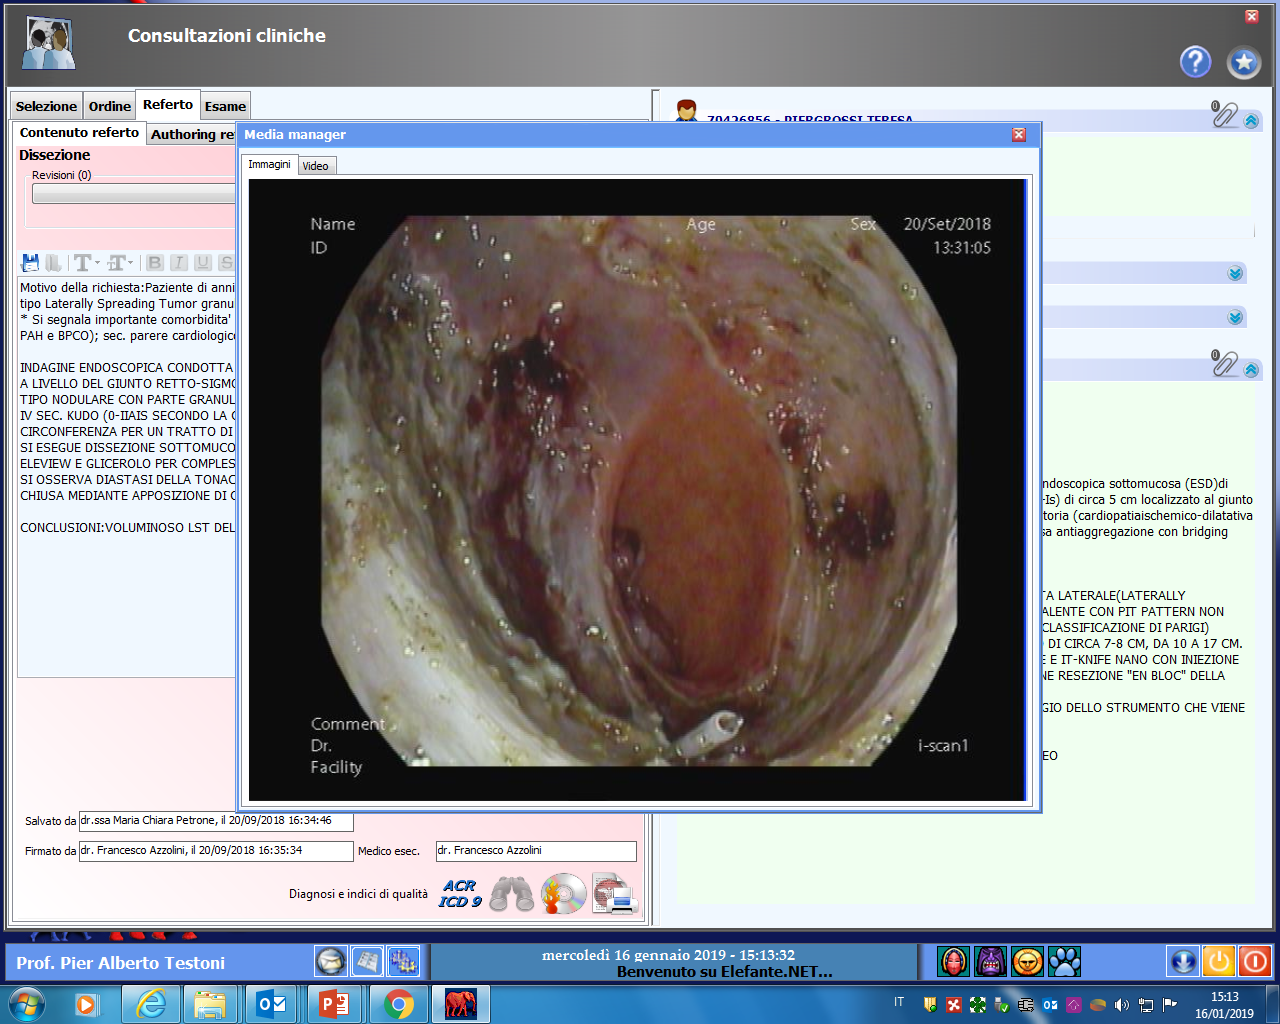 Consultazioni cliniche
Selezione
Ordine
Referto
Esame
Contenuto referto
Authoring re
Dissezione
Revisioni (0)
T
T
B I U S
Motivo della richiesta:Paziente di anni
tipo Laterally Spreading Tumor granu
* Si segnala importante comorbidita'
PAH e BPCO); sec. parere cardiologico
INDAGINE ENDOSCOPICA CONDOTTA
A LIVELLO DEL GIUNTO RETTO-SIGMO
TIPO NODULARE CON PARTE GRANUL
IV SEC. KUDO (0-IIAIS SECONDO LA C
CIRCONFERENZA PER UN TRATTO DI
SI ESEGUE DISSEZIONE SOTTOMUCO
ELEVIEW E GLICEROLO PER COMPLES
SI OSSERVA DIASTASI DELLA TONAC
CHIUSA MEDIANTE APPOSIZIONE DI C
CONCLUSIONI:VOLUMINOSO LST DEL
Salvato da
dr.ssa Maria Chiara Petrone, il 20/09/2018 16:34:46
Firmato da
dr. Francesco Azzolini, il 20/09/2018 16:35:34
Medico esec.
dr. Francesco Azzolini
Diagnosi e indici di qualità
ACR
ICD 9
Media manager
Immagini
Video
Name
Age
Sex
20/Set/2018
ID
13:31:05
Comment
Dr.
i-scan1
Facility
70426856 - PIERGROSSI TERESA
0
0
ndoscopica sottomucosa (ESD)di
-Is) di circa 5 cm localizzato al giunto
toria (cardiopatiaischemico-dilatativa
sa antiaggregazione con bridging
TA LATERALE(LATERALLY
ALENTE CON PIT PATTERN NON
CLASSIFICAZIONE DI PARIGI)
DI CIRCA 7-8 CM, DA 10 A 17 CM.
E IT-KNIFE NANO CON INIEZIONE
NE RESEZIONE "EN BLOC" DELLA
GIO DELLO STRUMENTO CHE VIENE
EO
Prof. Pier Alberto Testoni
mercoledì 16 gennaio 2019 - 15:13:32
Benvenuto su Elefante.NET...
IT
15:13
16/01/2019